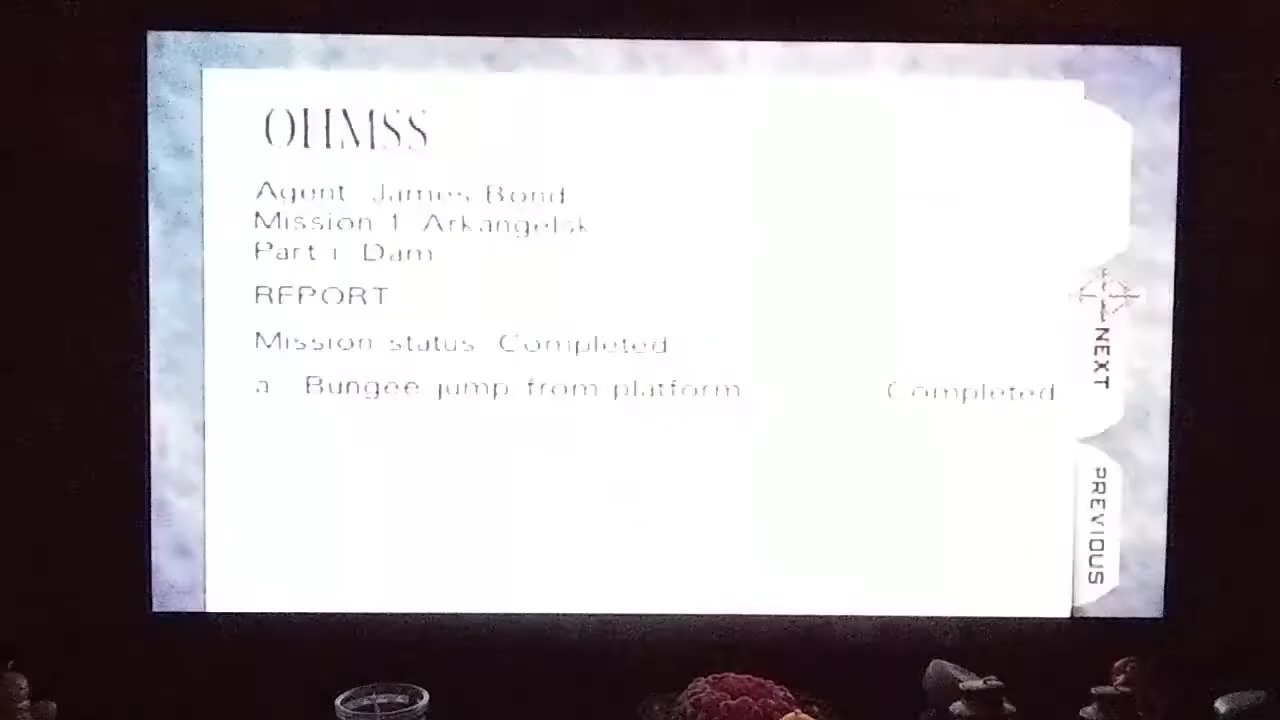 OHMSS
Agent James Bond
Mission 1 Arkangelsk
Part i Dam
REPORT
Mission status Completed
a Bungee jump from platform Completed
NEXT
PREVIOUS